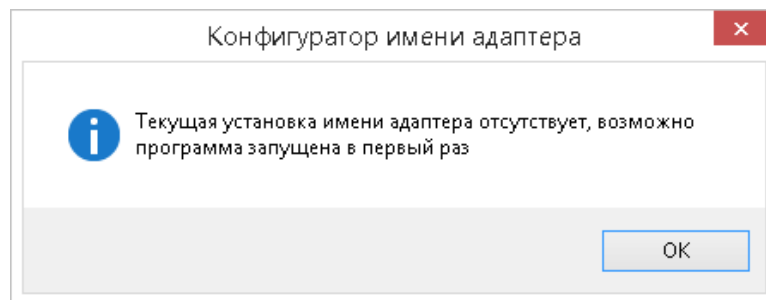 Конфигуратор имени адаптера
Текущая установка имени адаптера отсутствует, возможно
программа запущена в первый раз
OK